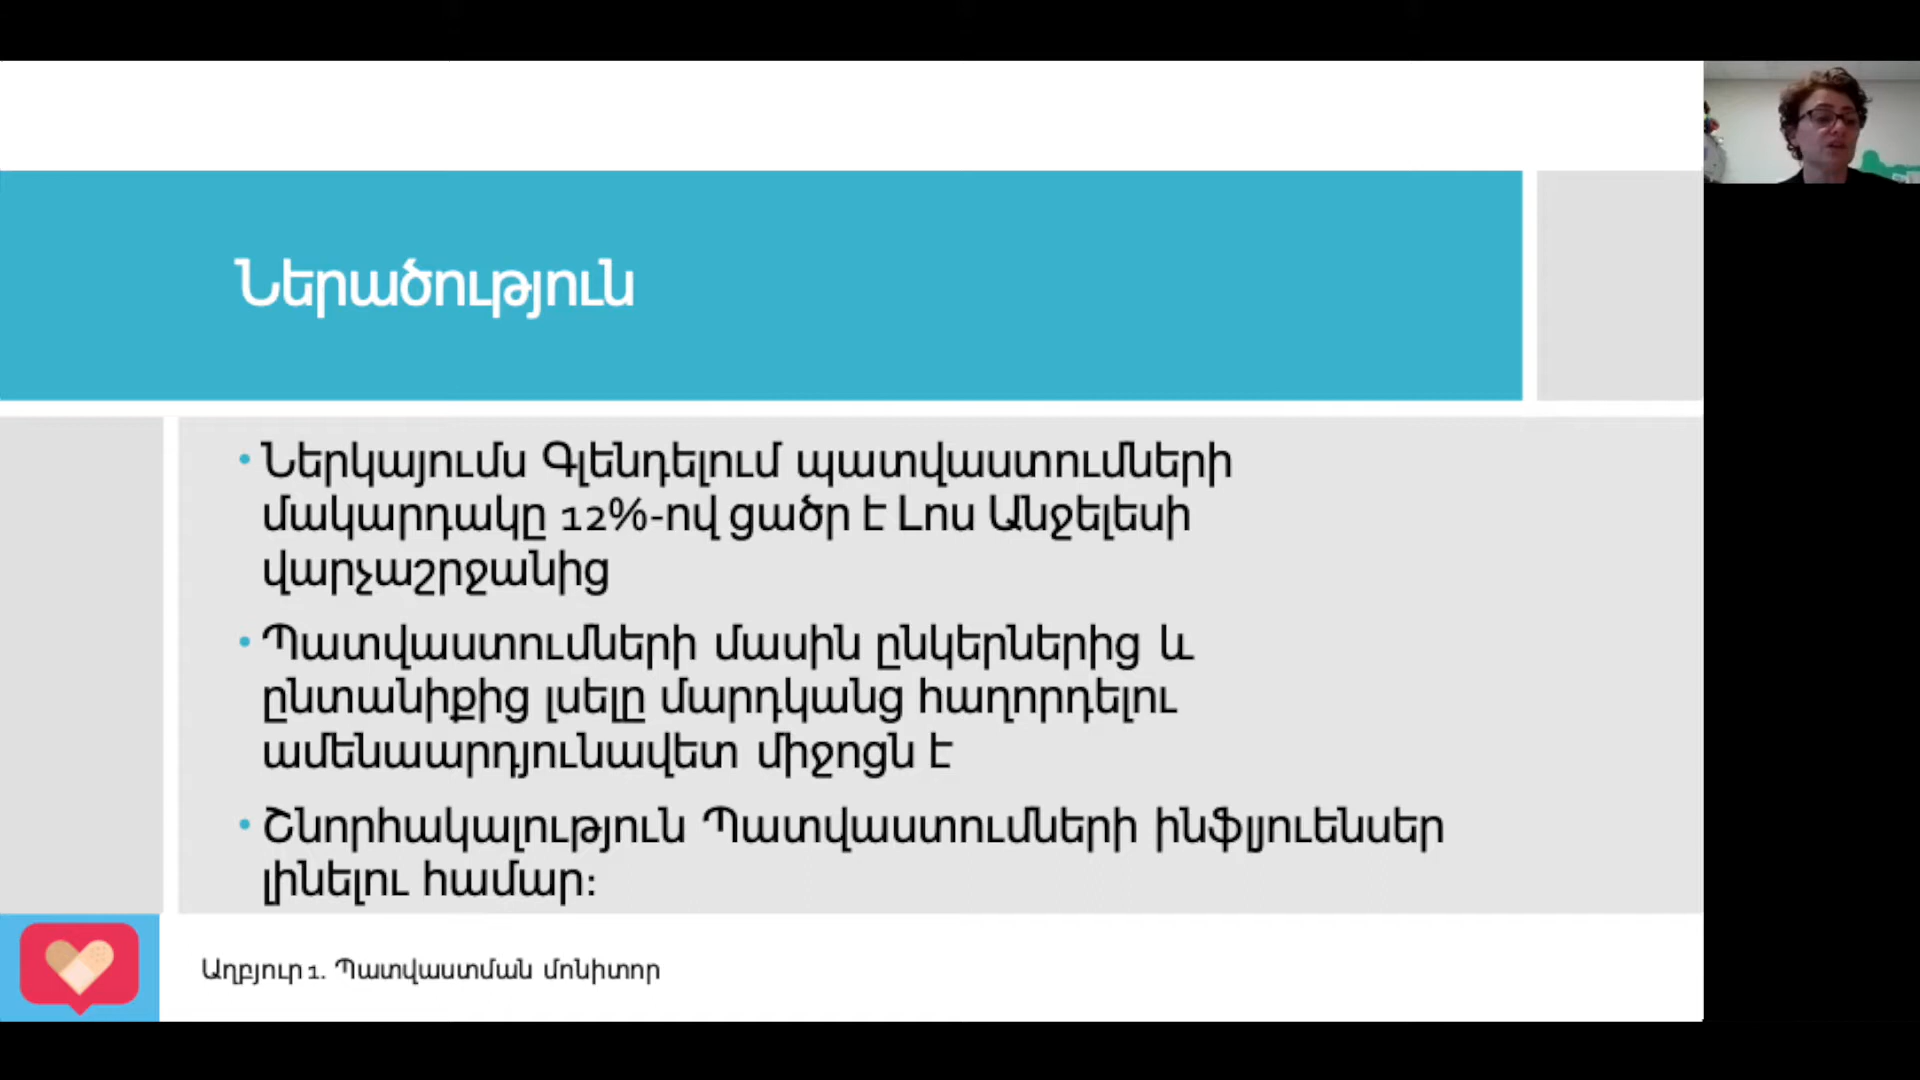 Ներածություն
• Ներկայումս Գլենդելում պատվաստումների
մակարդակը 12%-ով ցածր է Լոս Անջելեսի
վարչաշրջանից
• Պատվաստումների մասին ընկերներից և
ընտանիքից լսելը մարդկանց հաղորդելու
ամենաարդյունավետ միջոցն է
• Շնորհակալություն Պատվաստումների ինֆլյուենսեր
լինելու համար։
Աղբյուր 1. Պատվաստման մոնիտոր